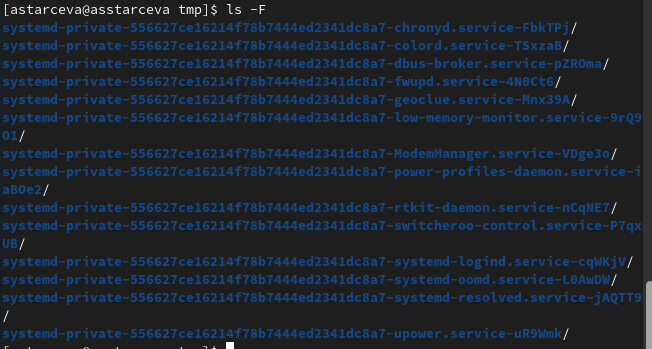 [astarceva@asstarceva tmp]$ ls -F
systemd-private-556627ce16214f78b7444ed2341dc8a7-chronyd.service-FbkTPj/
systemd-private-556627ce16214f78b7444ed2341dc8a7-colord.service-TSxzaB/
systemd-private-556627ce16214f78b7444ed2341dc8a7-dbus-broker.service-pZROma/
systemd-private-556627ce16214f78b7444ed2341dc8a7-fwupd.service-4N0Ct6/
systemd-private-556627ce16214f78b7444ed2341dc8a7-geoclue.service-Mnx39A/
systemd-private-556627ce16214f78b7444ed2341dc8a7-low-memory-monitor.service-9rQ9
O1/
systemd-private-556627ce16214f78b7444ed2341dc8a7-ModemManager.service-VDge3o/
systemd-private-556627ce16214f78b7444ed2341dc8a7-power-profiles-daemon.service-i
aBOe2/
systemd-private-556627ce16214f78b7444ed2341dc8a7-rtkit-daemon.service-nCqNE7/
systemd-private-556627ce16214f78b7444ed2341dc8a7-switcheroo-control.service-P7qx
UB/
systemd-private-556627ce16214f78b7444ed2341dc8a7-systemd-logind.service-cqWKjV/
systemd-private-556627ce16214f78b7444ed2341dc8a7-systemd-oomd.service-L0AwDW/
systemd-private-556627ce16214f78b7444ed2341dc8a7-systemd-resolved.service-jAQTT9
/
systemd-private-556627ce16214f78b7444ed2341dc8a7-upower.service-uR9Wmk/